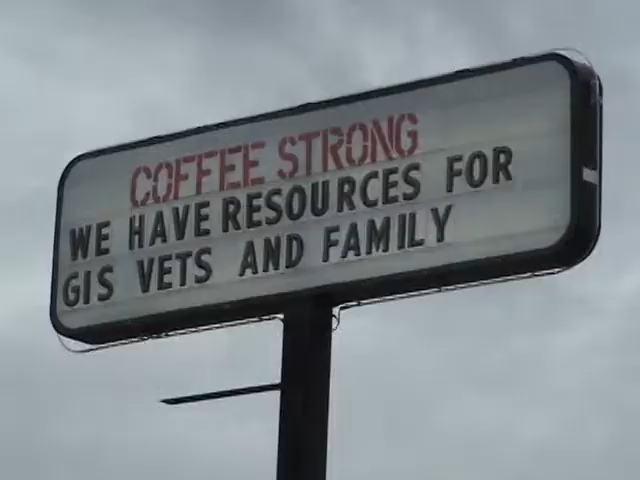 COFFEE STRONG
WE HAVE RESOURCES FOR
GIS VETS AND FAMILY